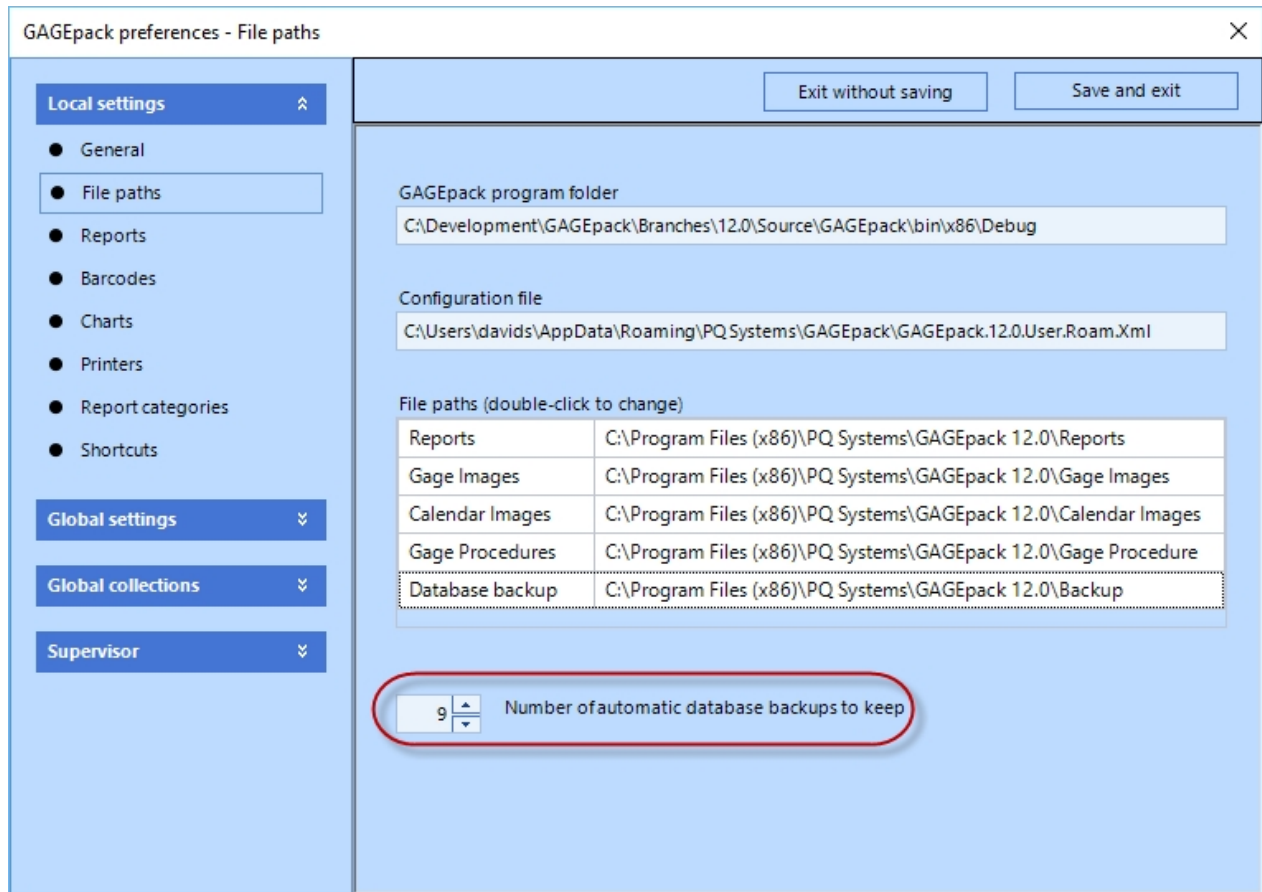 GAGEpack preferences - File paths
Exit without saving
Save and exit
Local settings
General
File paths
Reports
Barcodes
Charts
Printers
Report categories
Shortcuts
Global settings
Global collections
Supervisor
GAGEpack program folder
C:\Development\GAGEpack\Branches\12.0\Source\GAGEpack\bin\x86\Debug
Configuration file
C:\Users\davids\AppData\Roaming\PQ Systems\GAGEpack\GAGEpack.12.0.User.Roam.Xml
File paths (double-click to change)
Reports C:\Program Files (x86)\PQ Systems\GAGEpack 12.0\Reports
Gage Images C:\Program Files (x86)\PQ Systems\GAGEpack 12.0\Gage Images
Calendar Images C:\Program Files (x86)\PQ Systems\GAGEpack 12.0\Calendar Images
Gage Procedures C:\Program Files (x86)\PQ Systems\GAGEpack 12.0\Gage Procedure
Database backup C:\Program Files (x86)\PQ Systems\GAGEpack 12.0\Backup
9 Number of automatic database backups to keep